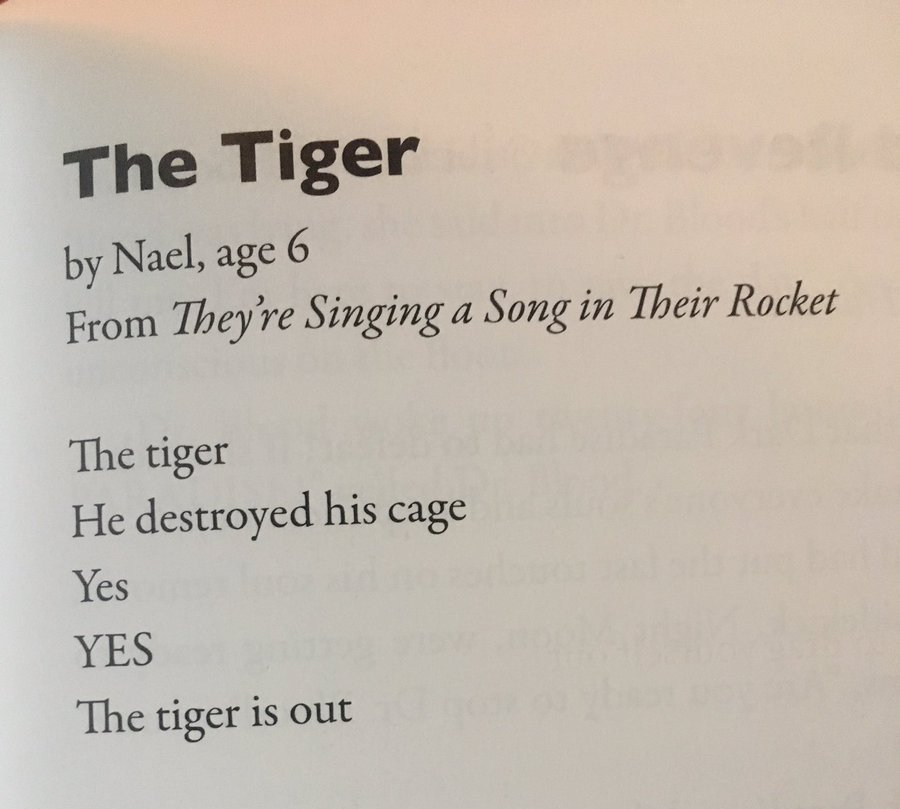 The Tiger
by Nael, age 6
From They're Singing a Song in Their Rocket
The tiger
He destroyed his cage
Yes
YES
The tiger is out